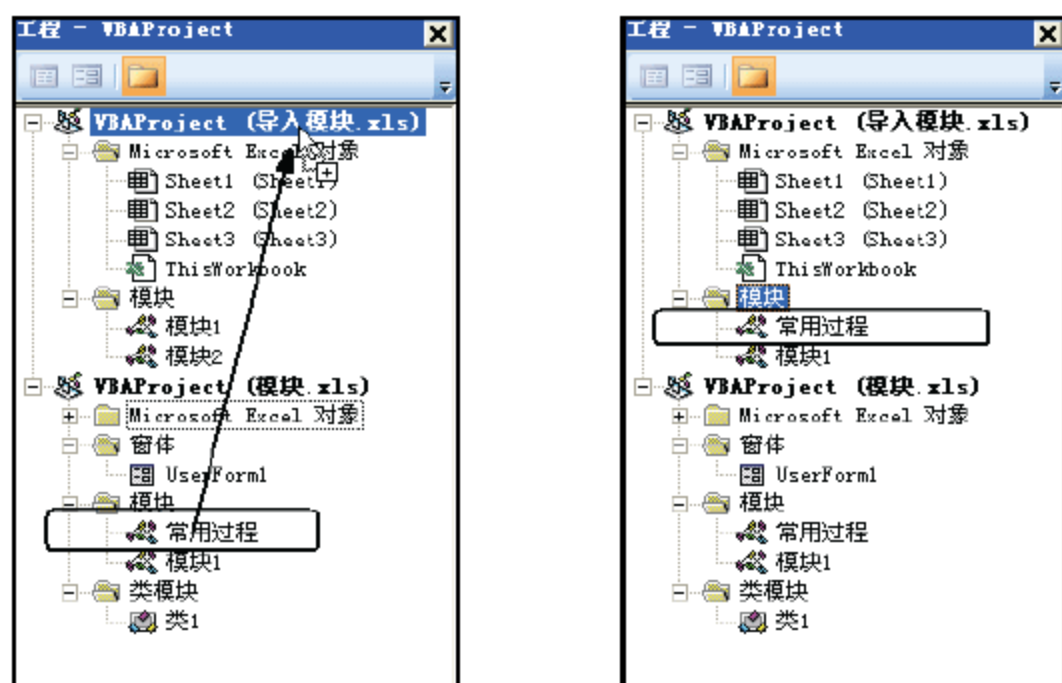 工程 - VBAProject
VBAProject (导入模块.xls)
Microsoft Excel 对象
Sheet1 (Sheet1)
Sheet2 (Sheet2)
Sheet3 (Sheet3)
ThisWorkbook
模块
模块1
模块2
VBAProject (模块.xls)
Microsoft Excel 对象
窗体
UserForm1
模块
常用过程
模块1
类模块
类1
工程 - VBAProject
VBAProject (导入模块.xls)
Microsoft Excel 对象
Sheet1 (Sheet1)
Sheet2 (Sheet2)
Sheet3 (Sheet3)
ThisWorkbook
模块
常用过程
模块1
VBAProject (模块.xls)
Microsoft Excel 对象
窗体
UserForm1
模块
常用过程
模块1
类模块
类1